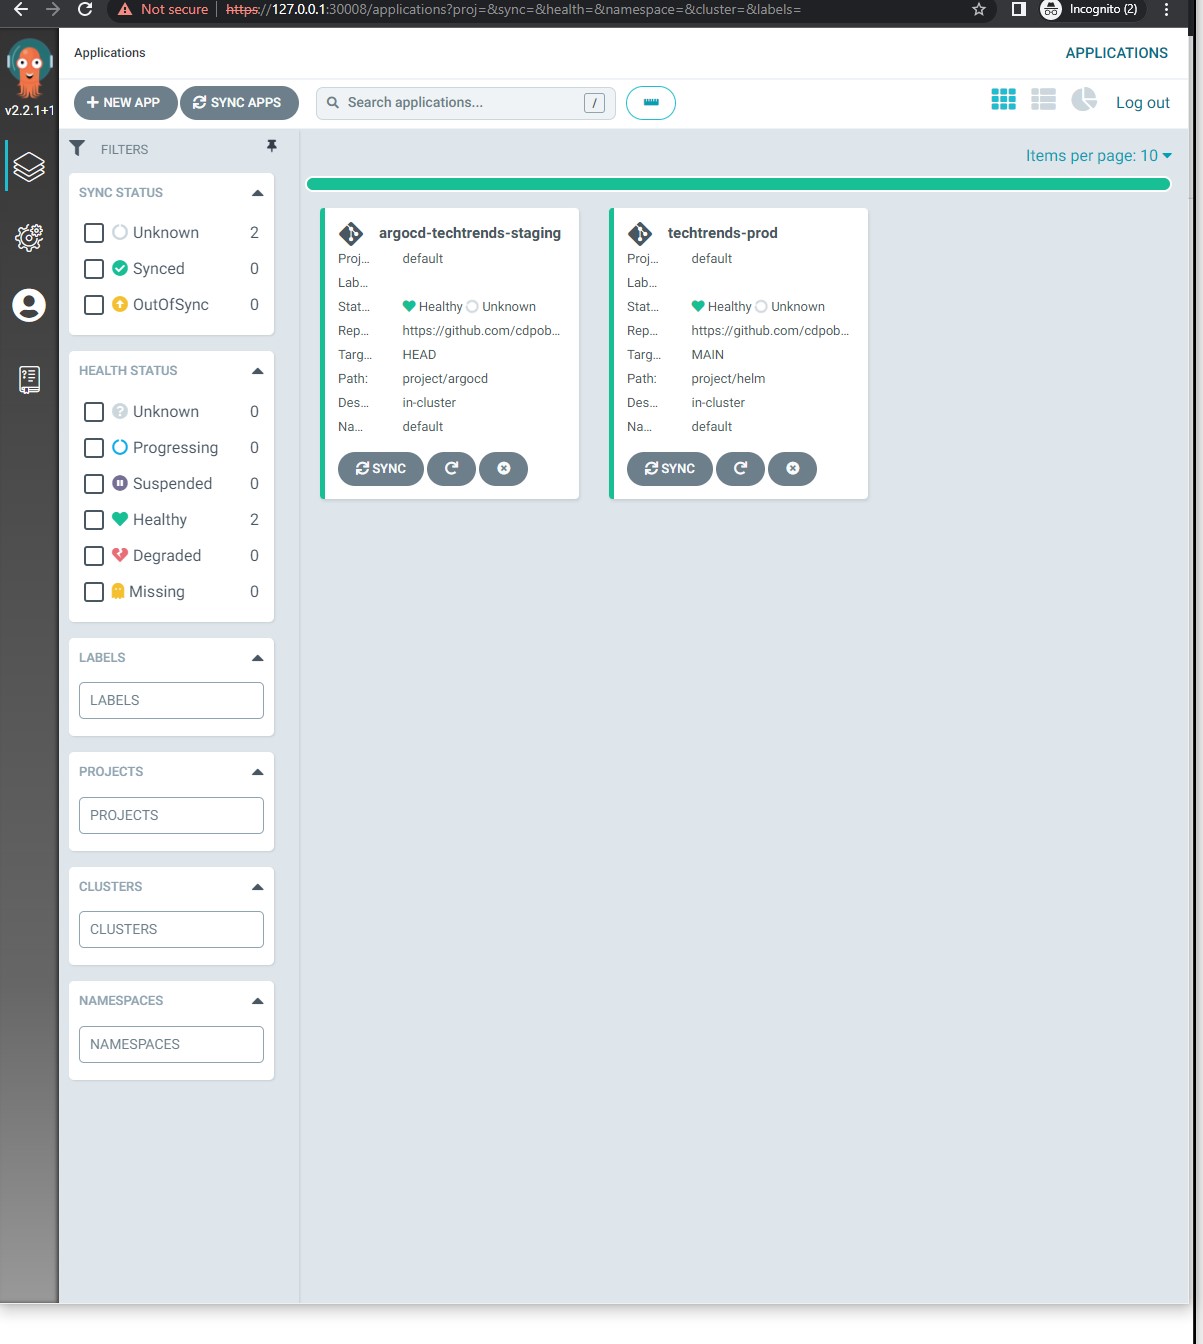 Not secure https://127.0.0.1:30008/applications?proj=&sync=&health=&namespace=&cluster=&labels= Incognito (2)
v2.2.1+1
Applications
APPLICATIONS
NEW APP
SYNC APPS
Search applications...
/
Log out
FILTERS
SYNC STATUS
Unknown 2
Synced 0
OutOfSync 0
HEALTH STATUS
Unknown 0
Progressing 0
Suspended 0
Healthy 2
Degraded 0
Missing 0
LABELS
LABELS
PROJECTS
PROJECTS
CLUSTERS
CLUSTERS
NAMESPACES
NAMESPACES
Items per page: 10
argocd-techtrends-staging
Proj... default
Lab...
Stat... Healthy Unknown
Rep... https://github.com/cdpob...
Targ... HEAD
Path: project/argocd
Des... in-cluster
Na... default
SYNC
techtrends-prod
Proj... default
Lab...
Stat... Healthy Unknown
Rep... https://github.com/cdpob...
Targ... MAIN
Path: project/helm
Des... in-cluster
Na... default
SYNC